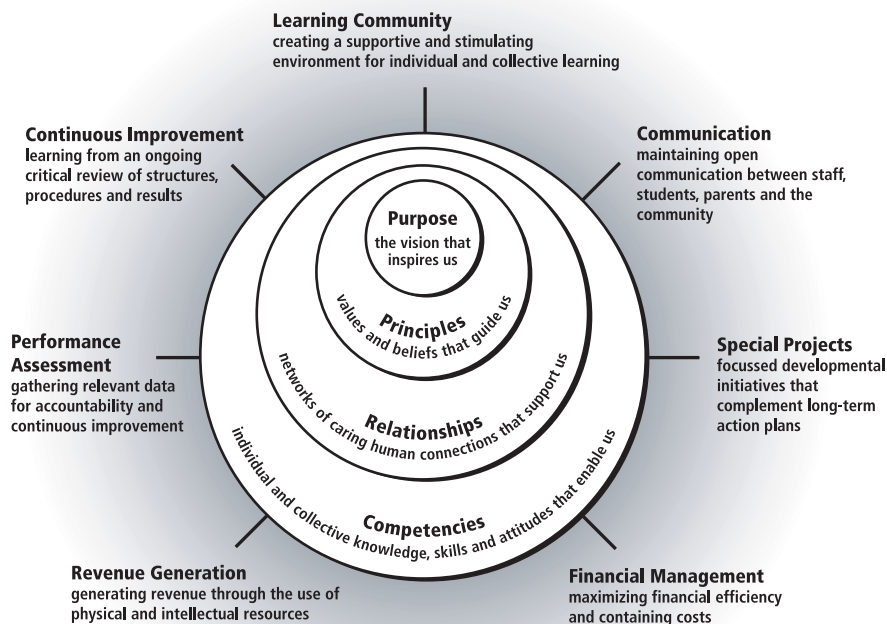 Learning Community
creating a supportive and stimulating
environment for individual and collective learning
Continuous Improvement
learning from an ongoing
critical review of structures,
procedures and results
Communication
maintaining open
communication between staff,
students, parents and the
community
Purpose
the vision that
inspires us
Principles
values and beliefs that guide us
Relationships
networks of caring human connections that support us
Competencies
individual and collective knowledge, skills and attitudes that enable us
Performance
Assessment
gathering relevant data
for accountability and
continuous improvement
Special Projects
focussed developmental
initiatives that
complement long-term
action plans
Revenue Generation
generating revenue through the use of
physical and intellectual resources
Financial Management
maximizing financial efficiency
and containing costs